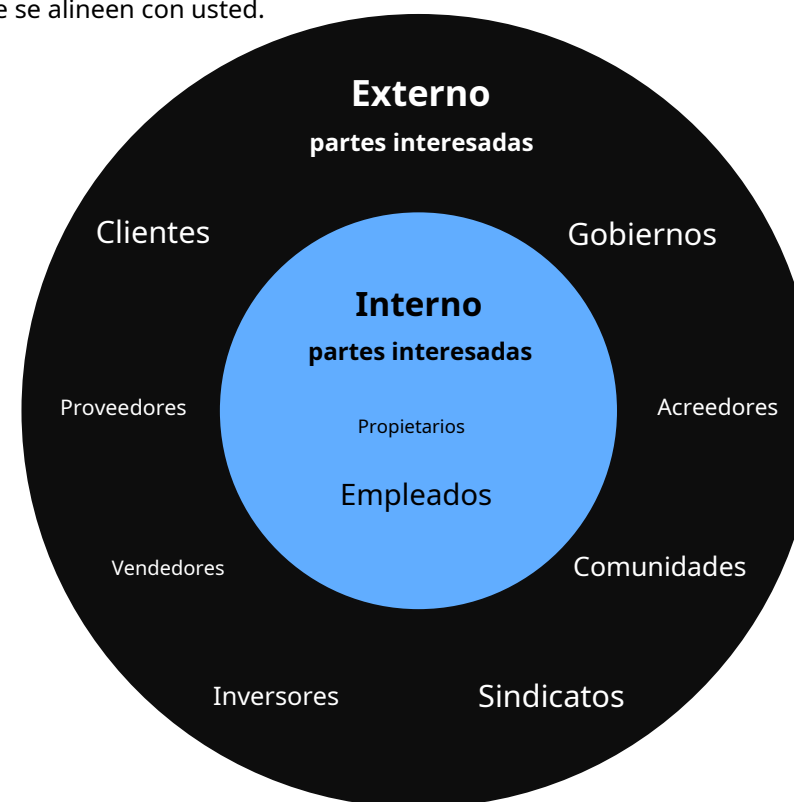 se alineen con usted.
Externo
partes interesadas
Clientes
Gobiernos
Interno
partes interesadas
Proveedores
Propietarios
Acreedores
Empleados
Vendedores
Comunidades
Inversores
Sindicatos